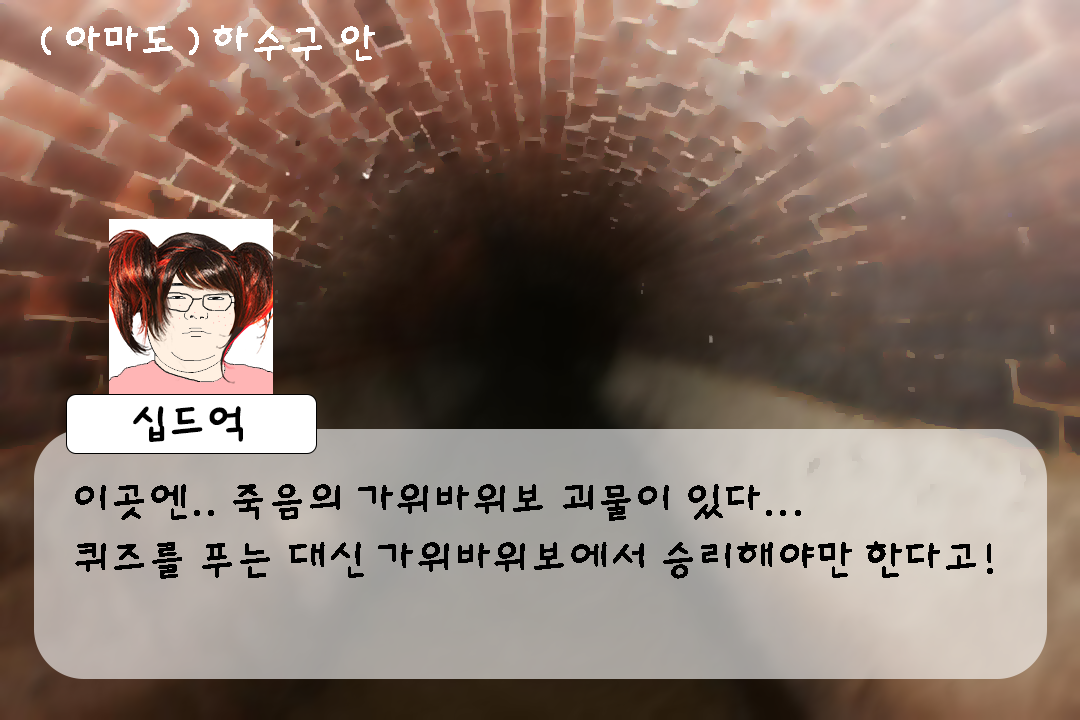 ( 아마도 ) 하수구 안
십드억
이곳엔.. 죽음의 가위바위보 괴물이 있다...
퀴즈를 푸는 대신 가위바위보에서 승리해야만 한다고!